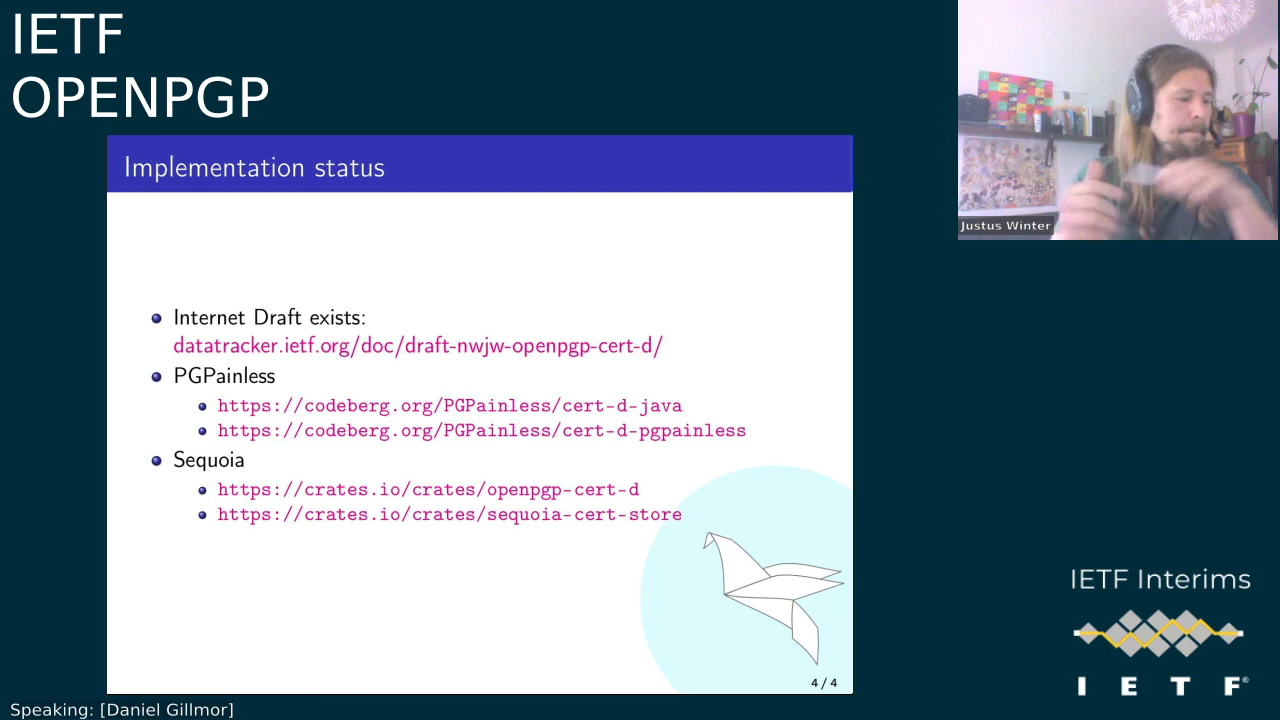 IETF
OPENPGP
Justus Winter
Implementation status
Internet Draft exists:
datatracker.ietf.org/doc/draft-nwjw-openpgp-cert-d/
PGPainless
https://codeberg.org/PGPainless/cert-d-java
https://codeberg.org/PGPainless/cert-d-pgpainless
Sequoia
https://crates.io/crates/openpgp-cert-d
https://crates.io/crates/sequoia-cert-store
4 / 4
IETF Interims
I E T F®
Speaking: [Daniel Gillmor]